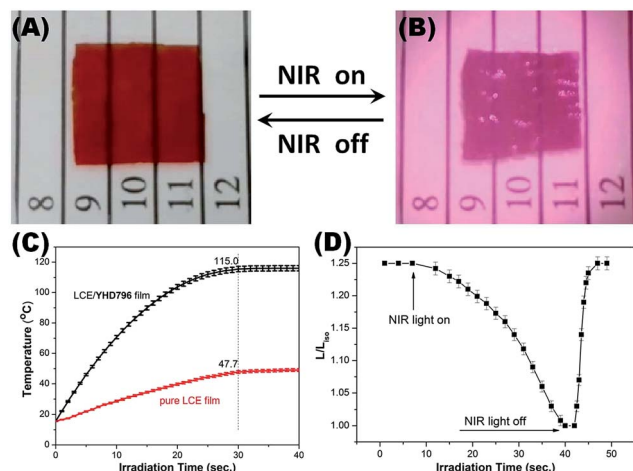 (A)
8
9
10
11
12
NIR on
NIR off
(B)
8
9
10
11
12
(C)
120
100
80
60
40
20
0
Temperature (°C)
115.0
LCE/YHD796 film
47.7
pure LCE film
0
10
20
30
40
Irradiation Time (sec.)
(D)
1.25
1.20
1.15
1.10
1.05
1.00
L/Liso
NIR light on
NIR light off
0
10
20
30
40
50
Irradiation Time (sec.)